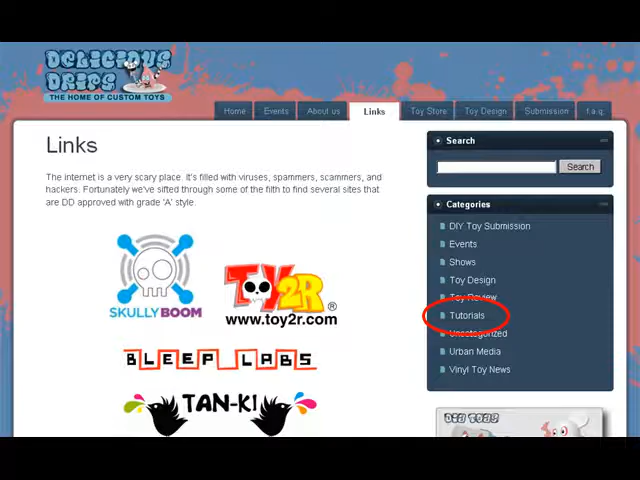 DELICIOUS
DRIPS
THE HOME OF CUSTOM TOYS
Home
Events
About us
Links
Toy Store
Toy Design
Submission
f.a.q.
Links
The internet is a very scary place. It's filled with viruses, spammers, scammers, and
hackers. Fortunately we've sifted through some of the filth to find several sites that
are DD approved with grade 'A' style.
SKULLYBOOM
TOY2R®
www.toy2r.com
BLEEP LABS
TAN-KI
Search
Search
Categories
DIY Toy Submission
Events
Shows
Toy Design
Toy Review
Tutorials
Uncategorized
Urban Media
Vinyl Toy News